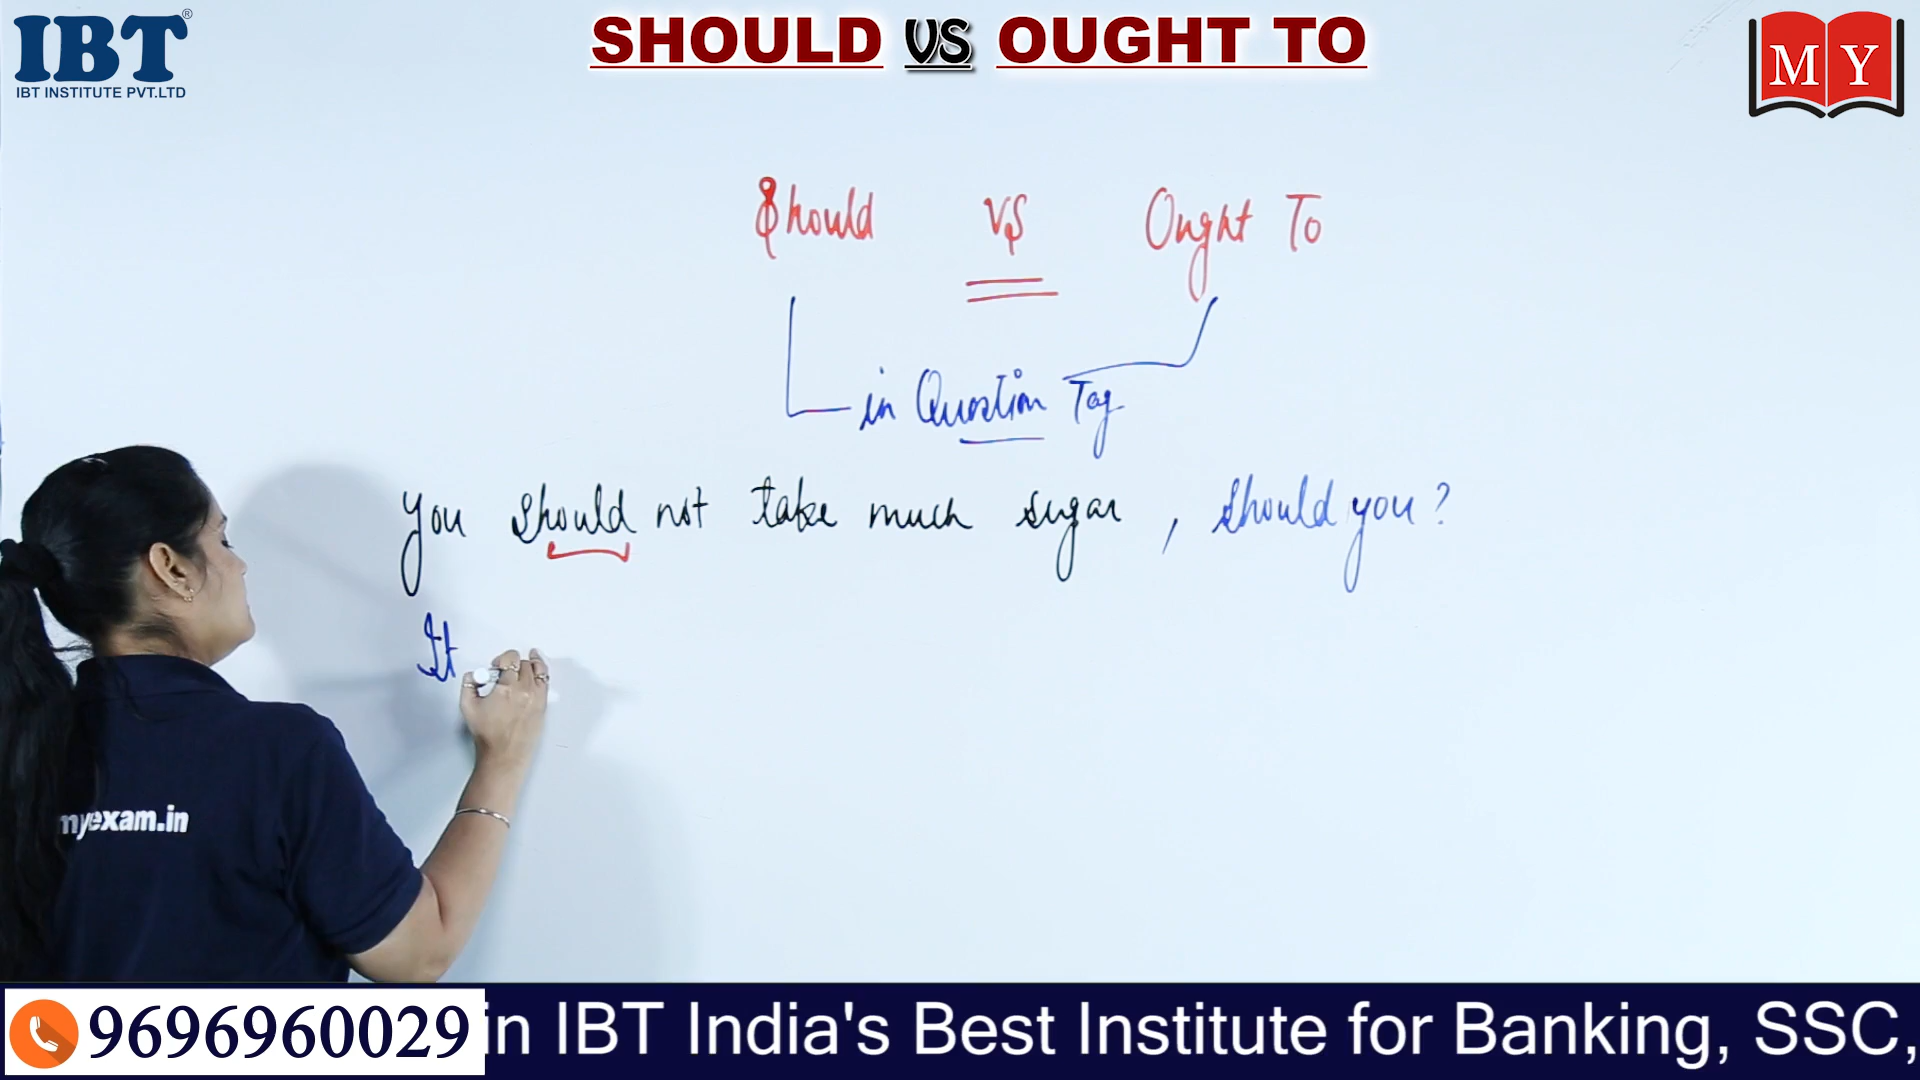 IBT®
IBT INSTITUTE PVT.LTD
SHOULD VS OUGHT TO
M Y
Should VS Ought To
in Question Tag
you should not take much sugar, should you?
It
myexam.in
9696960029
in IBT India's Best Institute for Banking, SSC,